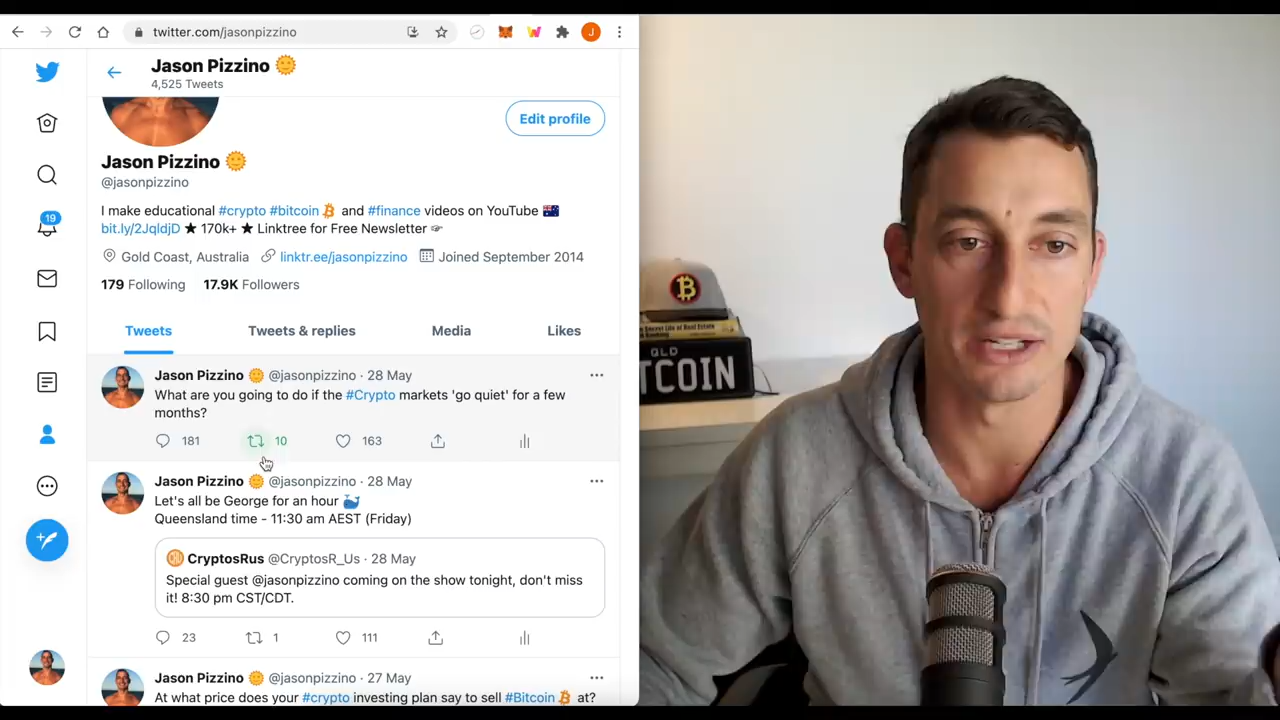 twitter.com/jasonpizzino
J
Jason Pizzino
4,525 Tweets
Edit profile
Jason Pizzino
@jasonpizzino
I make educational #crypto #bitcoin and #finance videos on YouTube
bit.ly/2JqldjD ★ 170k+ ★ Linktree for Free Newsletter ☞
Gold Coast, Australia linktr.ee/jasonpizzino Joined September 2014
179 Following 17.9K Followers
Tweets Tweets & replies Media Likes
19
Jason Pizzino @jasonpizzino · 28 May
What are you going to do if the #Crypto markets 'go quiet' for a few
months?
181 10 163
Jason Pizzino @jasonpizzino · 28 May
Let's all be George for an hour
Queensland time - 11:30 am AEST (Friday)
CryptosRus @CryptosR_Us · 28 May
Special guest @jasonpizzino coming on the show tonight, don't miss
it! 8:30 pm CST/CDT.
23 1 111
Jason Pizzino @jasonpizzino · 27 May
At what price does your #crypto investing plan say to sell #Bitcoin at?
Secret Life of Real Estate
Banking
QLD
TCOIN